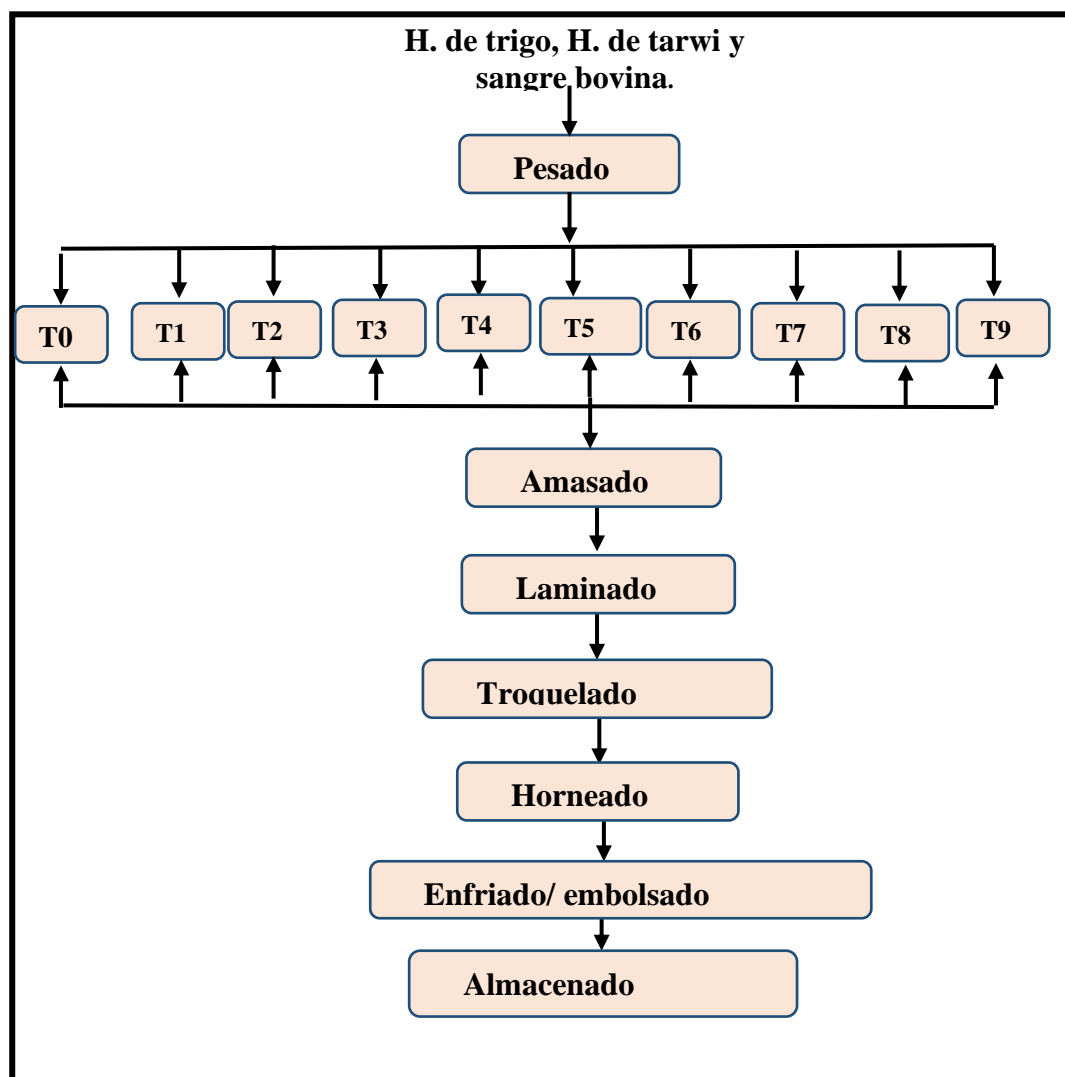 H. de trigo, H. de tarwi y
sangre bovina.
Pesado
T0 T1 T2 T3 T4 T5 T6 T7 T8 T9
Amasado
Laminado
Troquelado
Horneado
Enfriado/ embolsado
Almacenado